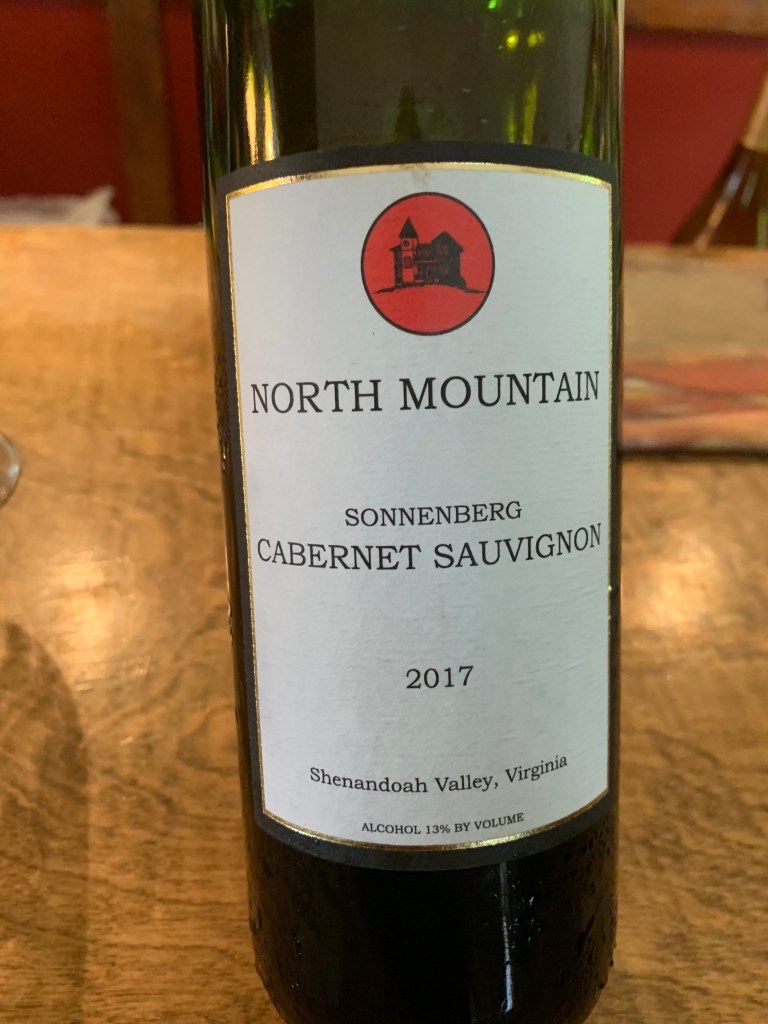 NORTH MOUNTAIN
SONNENBERG
CABERNET SAUVIGNON
2017
Shenandoah Valley, Virginia
ALCOHOL 13% BY VOLUME